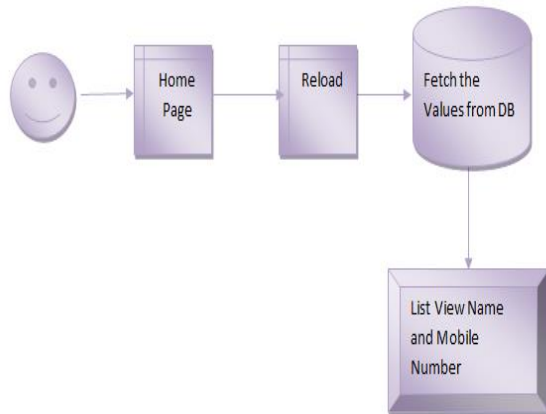 Home
Page
Reload
Fetch the
Values from DB
List View Name
and Mobile
Number